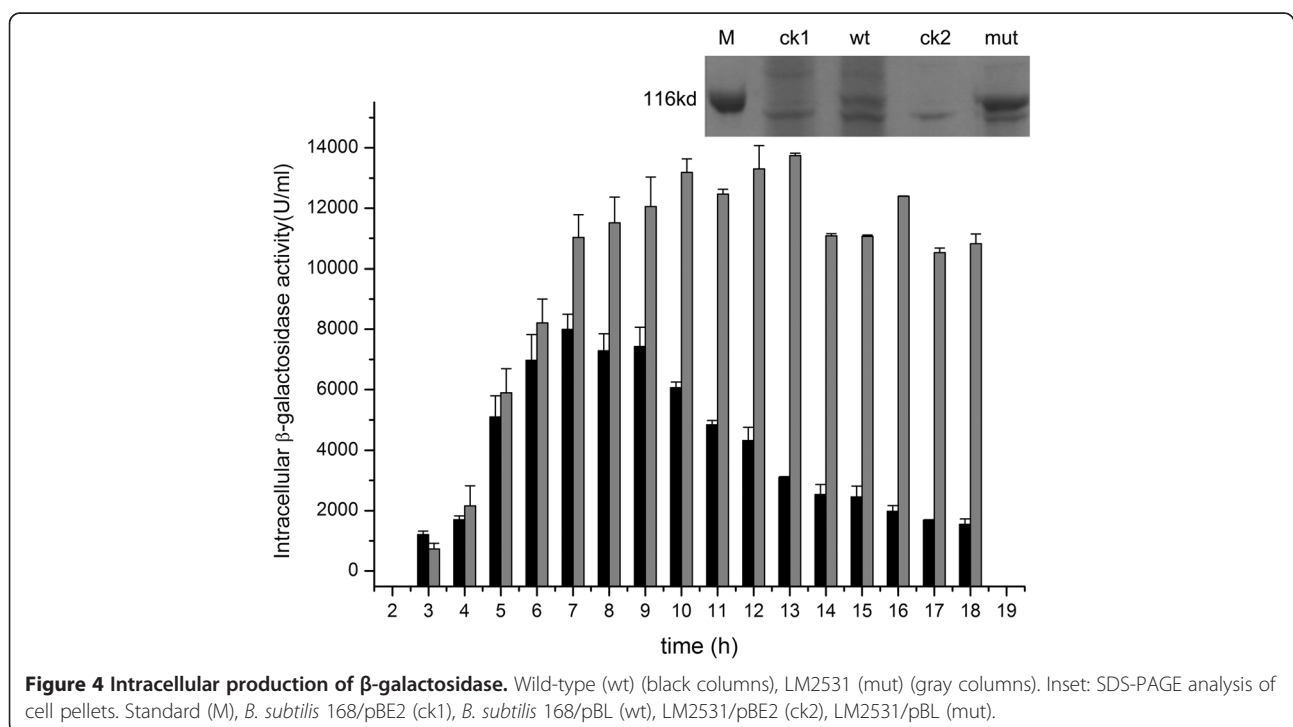 M ck1 wt ck2 mut
116kd
Intracellular β-galactosidase activity(U/ml)
14000
12000
10000
8000
6000
4000
2000
0
2 3 4 5 6 7 8 9 10 11 12 13 14 15 16 17 18 19
time (h)
Figure 4 Intracellular production of β-galactosidase. Wild-type (wt) (black columns), LM2531 (mut) (gray columns). Inset: SDS-PAGE analysis of
cell pellets. Standard (M), B. subtilis 168/pBE2 (ck1), B. subtilis 168/pBL (wt), LM2531/pBE2 (ck2), LM2531/pBL (mut).